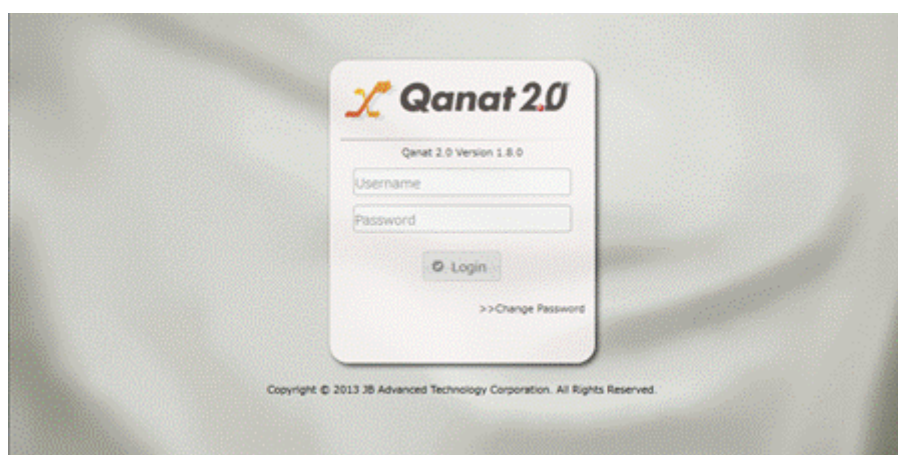 Qanat 2.0
Qanat 2.0 Version 1.8.0
Username
Password
Login
>>Change Password
Copyright © 2013 JB Advanced Technology Corporation. All Rights Reserved.